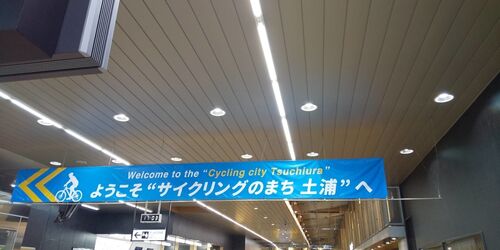 Welcome to the "Cycling city Tsuchiura"
ようこそ"サイクリングのまち 土浦"へ